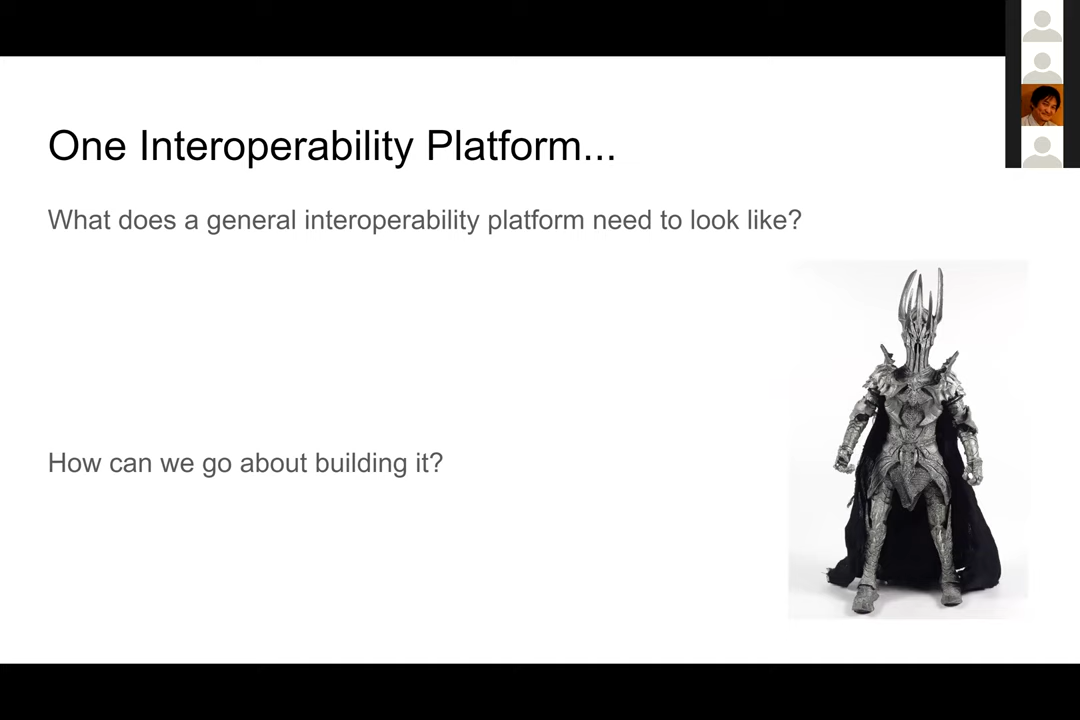 One Interoperability Platform...
What does a general interoperability platform need to look like?
How can we go about building it?